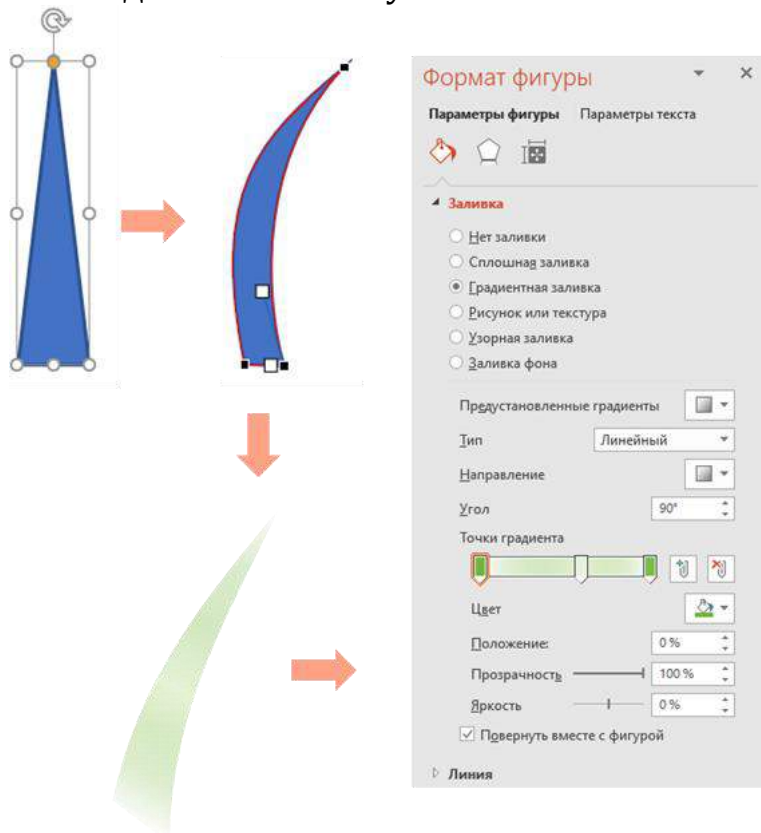 Формат фигуры
Параметры фигуры Параметры текста
Заливка
Нет заливки
Сплошная заливка
Градиентная заливка
Рисунок или текстура
Узорная заливка
Заливка фона
Предустановленные градиенты
Тип Линейный
Направление
Угол 90°
Точки градиента
Цвет
Положение: 0 %
Прозрачность 100 %
Яркость 0 %
Повернуть вместе с фигурой
Линия